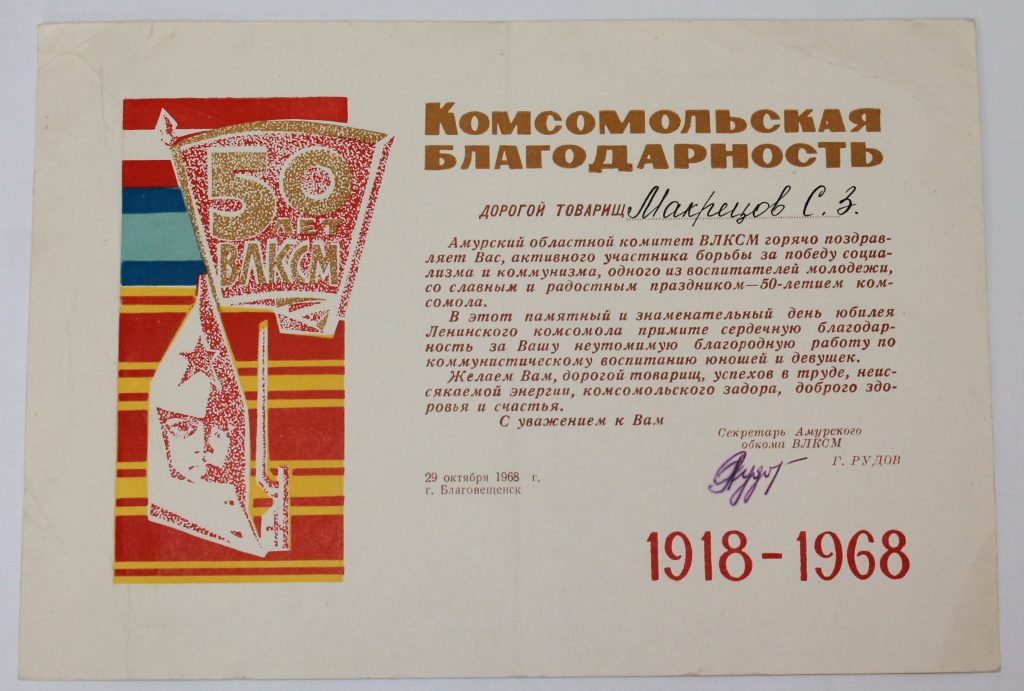 50
ЛЕТ
ВЛКСМ
КОМСОМОЛЬСКАЯ
БЛАГОДАРНОСТЬ
ДОРОГОЙ ТОВАРИЩ Макрецов С. З.
Амурский областной комитет ВЛКСМ горячо поздрав-
ляет Вас, активного участника борьбы за победу социа-
лизма и коммунизма, одного из воспитателей молодежи,
со славным и радостным праздником—50-летием ком-
сомола.
В этот памятный и знаменательный день юбилея
Ленинского комсомола примите сердечную благодар-
ность за Вашу неутомимую благородную работу по
коммунистическому воспитанию юношей и девушек.
Желаем Вам, дорогой товарищ, успехов в труде, неис-
сякаемой энергии, комсомольского задора, доброго здо-
ровья и счастья.
С уважением к Вам
Секретарь Амурского
обкома ВЛКСМ
Г. РУДОВ
29 октября 1968 г.
г. Благовещенск
1918 - 1968